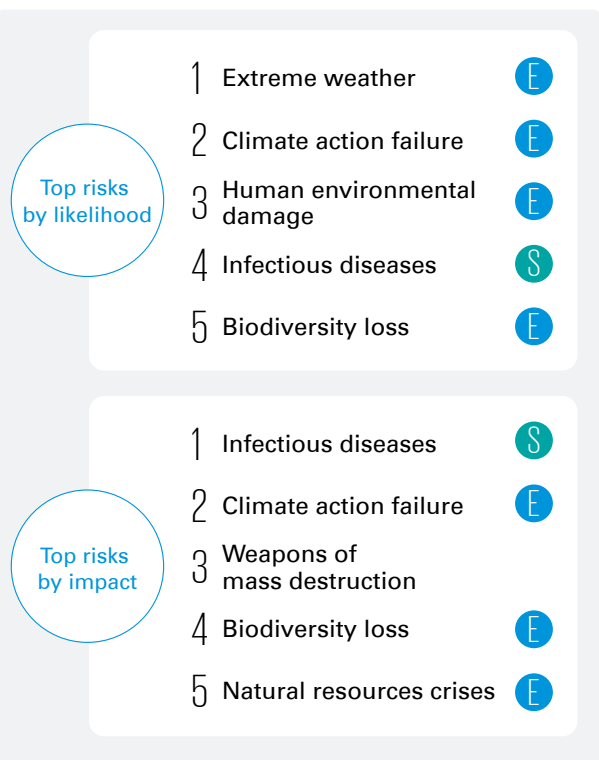 Top risks
by likelihood
1 Extreme weather E
2 Climate action failure E
3 Human environmental
damage E
4 Infectious diseases S
5 Biodiversity loss E
Top risks
by impact
1 Infectious diseases S
2 Climate action failure E
3 Weapons of
mass destruction
4 Biodiversity loss E
5 Natural resources crises E